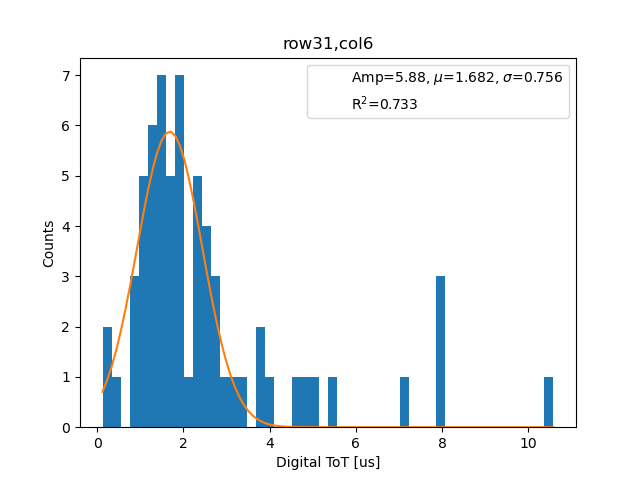 row31,col6
Amp=5.88, μ=1.682, σ=0.756
R²=0.733
Counts
7
6
5
4
3
2
1
0
0 2 4 6 8 10
Digital ToT [us]